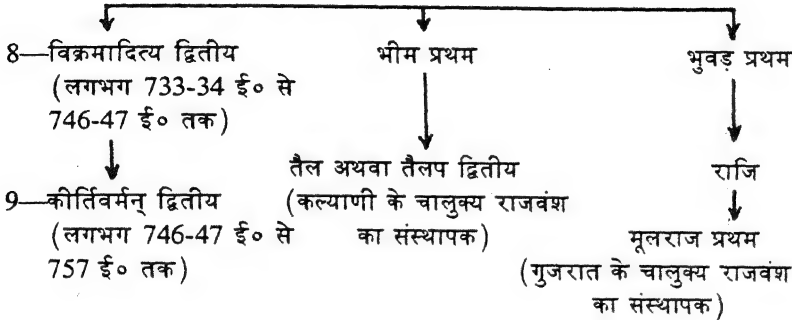 8—विक्रमादित्य द्वितीय
(लगभग 733-34 ई० से
746-47 ई० तक)
9—कीर्तिवर्मन् द्वितीय
(लगभग 746-47 ई० से
757 ई० तक)
भीम प्रथम
तैल अथवा तैलप द्वितीय
(कल्याणी के चालुक्य राजवंश
का संस्थापक)
भुवड़ प्रथम
राजि
मूलराज प्रथम
(गुजरात के चालुक्य राजवंश
का संस्थापक)